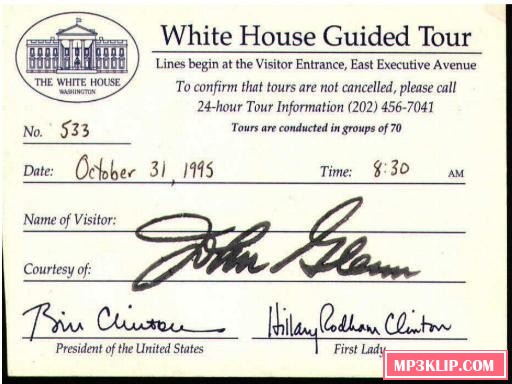 White House Guided Tour
Lines begin at the Visitor Entrance, East Executive Avenue
To confirm that tours are not cancelled, please call
24-hour Tour Information (202) 456-7041
Tours are conducted in groups of 70
THE WHITE HOUSE
WASHINGTON
No. 533
Date: October 31, 1995 Time: 8:30 AM
Name of Visitor:
John Glenn
Courtesy of:
Bill Clinton Hillary Rodham Clinton
President of the United States First Lady
MP3KLIP.COM